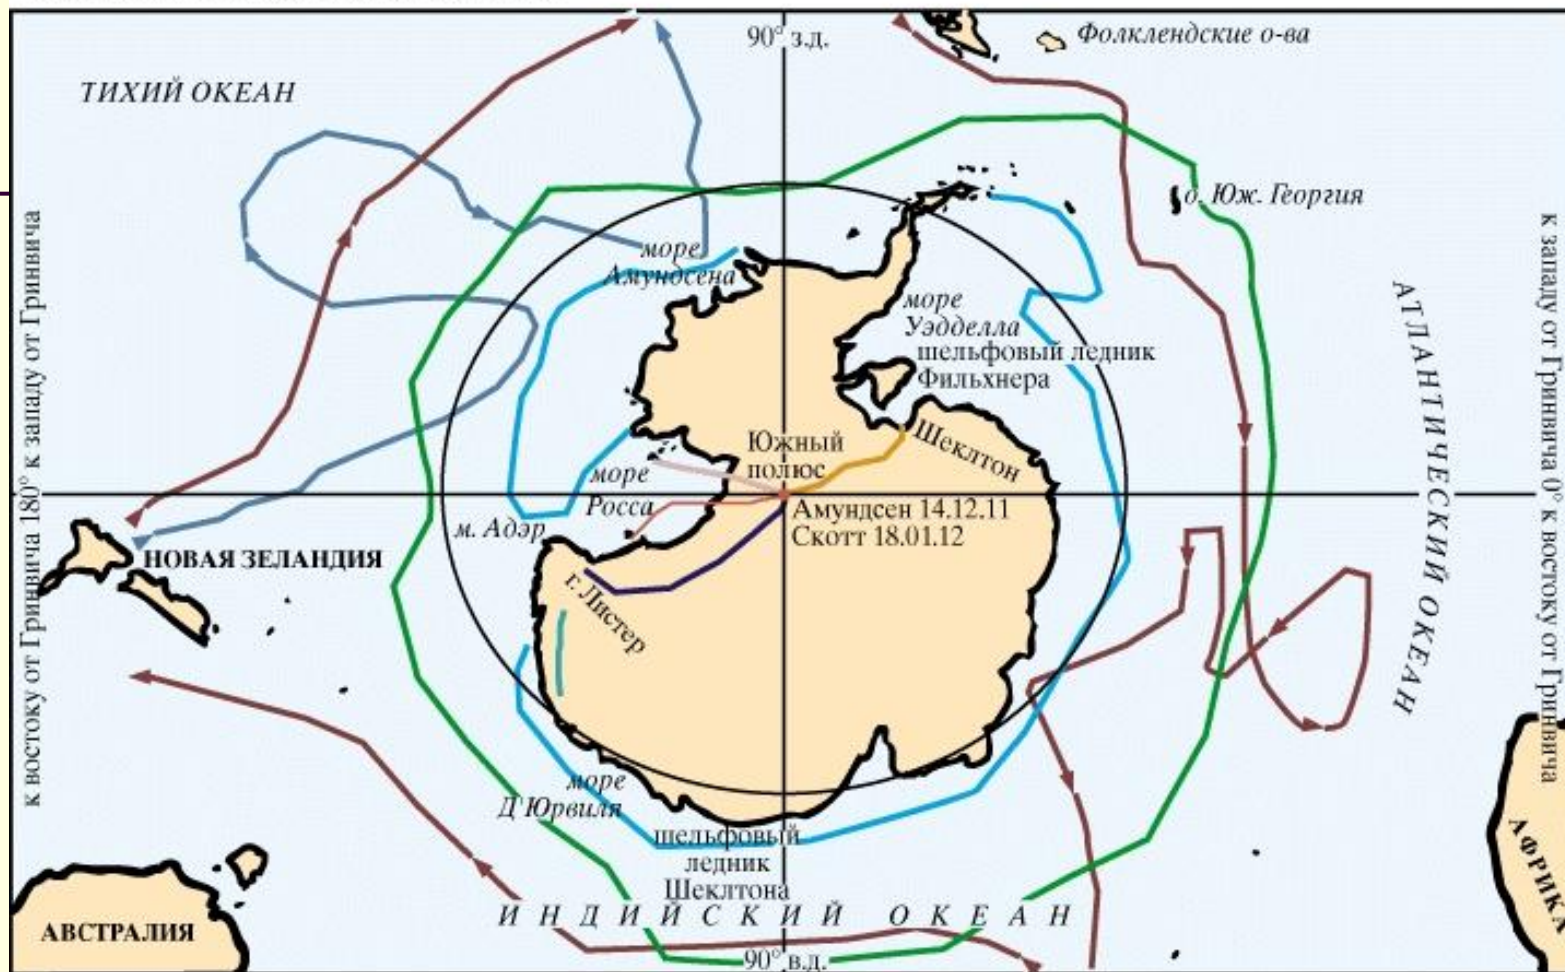 90° з.д.
Фолклендские о-ва
ТИХИЙ ОКЕАН
о. Юж. Георгия
к востоку от Гринвича 180° к западу от Гринвича
к западу от Гринвича 0° к востоку от Гринвича
море
Амундсена
море
Уэдделла
шельфовый ледник
Фильхнера
АТЛАНТИЧЕСКИЙ ОКЕАН
Шеклтон
Южный
полюс
море
Росса
Амундсен 14.12.11
Скотт 18.01.12
м. Адэр
НОВАЯ ЗЕЛАНДИЯ
г. Листер
море
Д'Юрвиля
шельфовый
ледник
Шеклтона
АФРИКА
ИНДИЙСКИЙ ОКЕАН
АВСТРАЛИЯ
90° в.д.